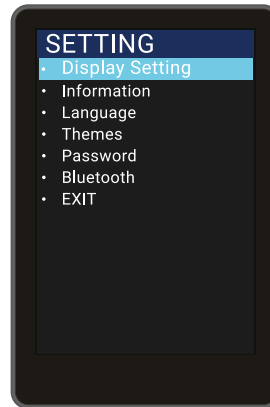 SETTING
• Display Setting
• Information
• Language
• Themes
• Password
• Bluetooth
• EXIT